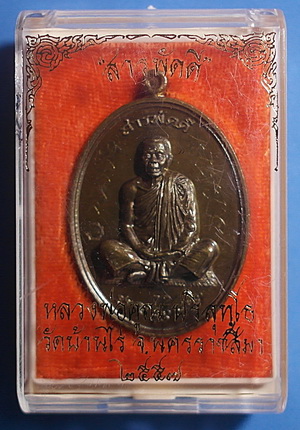 "สารพัดดี"
สารพัดดี
หลวงพ่อคูณ ปริสุทฺโธ
วัดบ้านไร่ จ.นครราชสีมา
๒๕๕๗